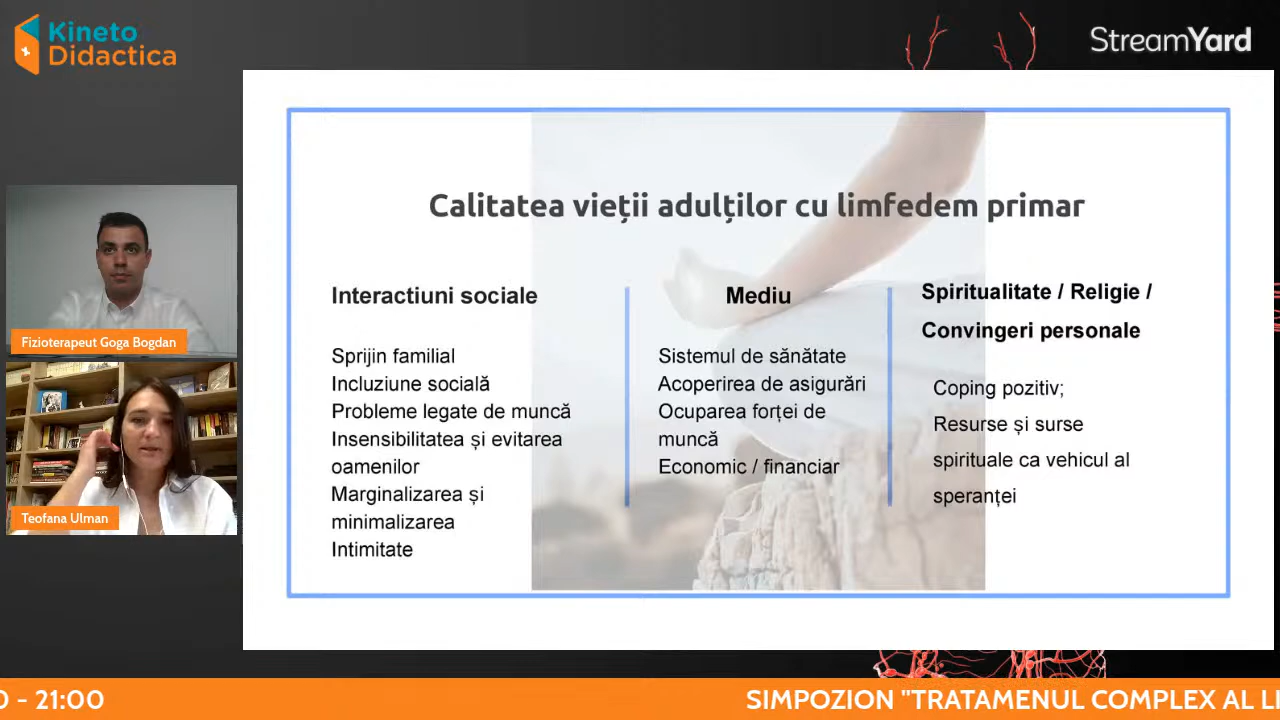 Kineto
Didactica
StreamYard
Calitatea vieții adulților cu limfedem primar
Interactiuni sociale
Sprijin familial
Incluziune socială
Probleme legate de muncă
Insensibilitatea și evitarea
oamenilor
Marginalizarea și
minimalizarea
Intimitate
Mediu
Sistemul de sănătate
Acoperirea de asigurări
Ocuparea forței de
muncă
Economic / financiar
Spiritualitate / Religie /
Convingeri personale
Coping pozitiv;
Resurse și surse
spirituale ca vehicul al
speranței
Fizioterapeut Goga Bogdan
Teofana Ulman
0 - 21:00
SIMPOZION "TRATAMENUL COMPLEX AL LI